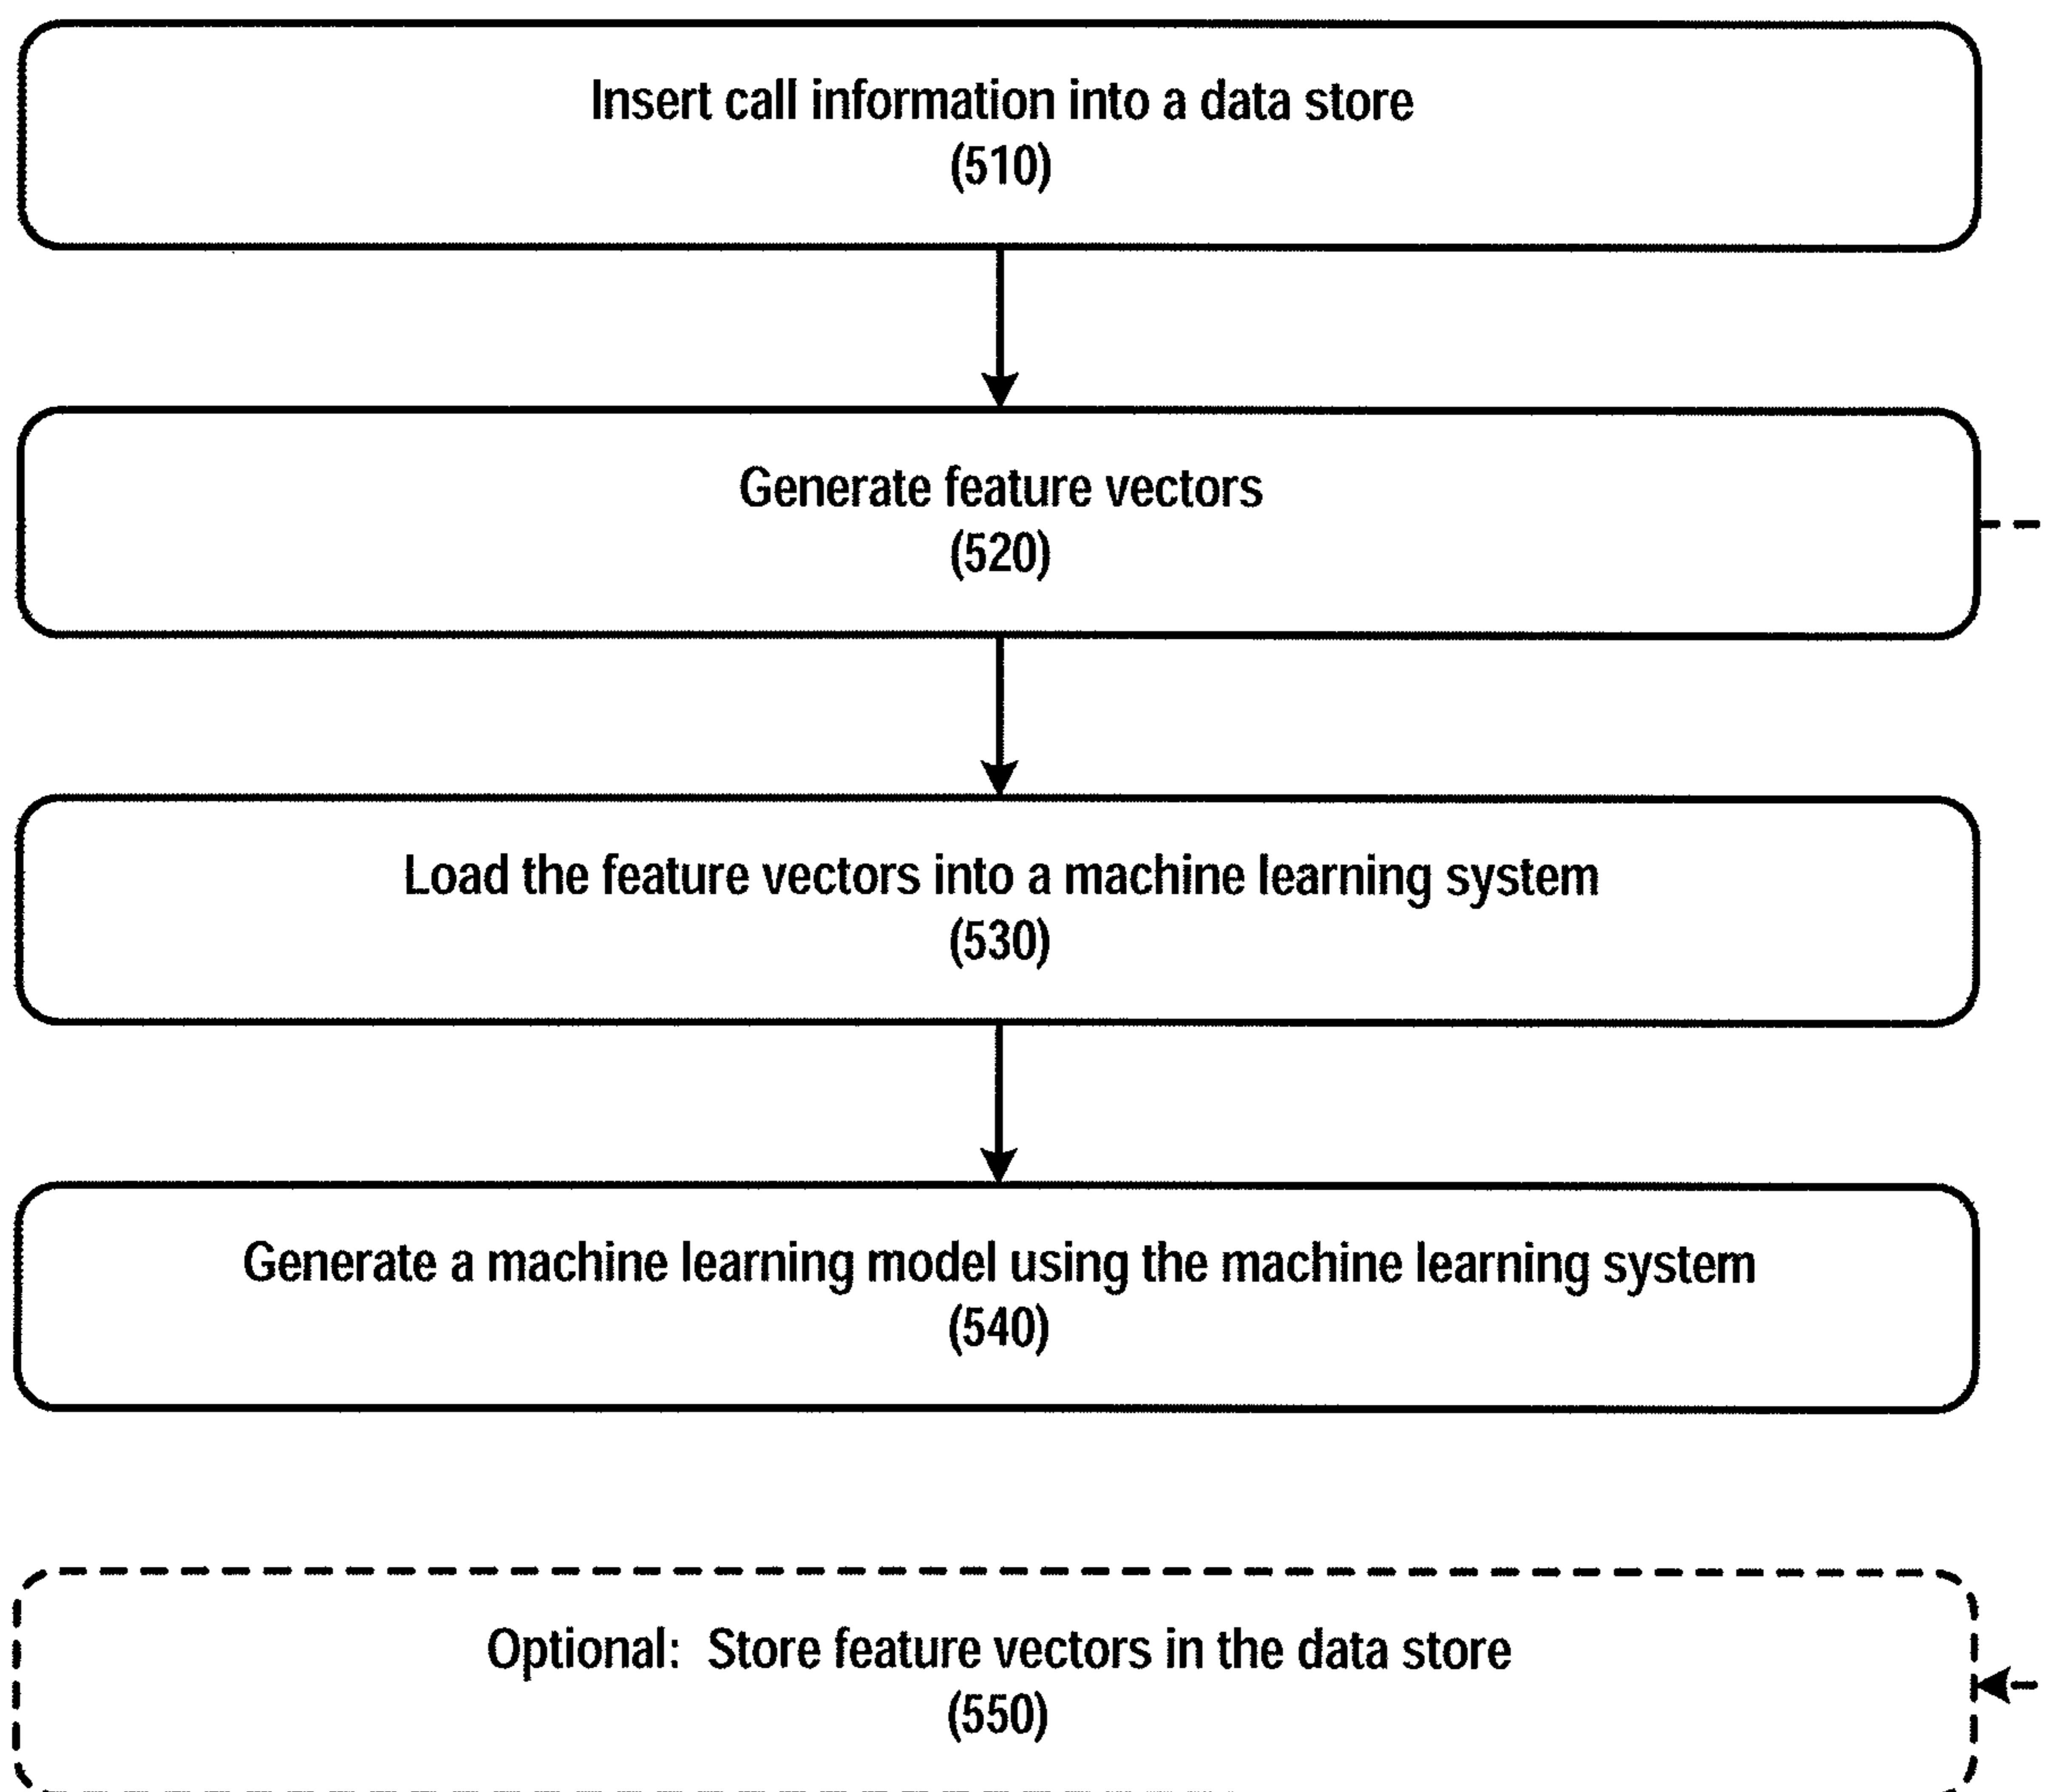 Insert call information into a data store
(510)
Generate feature vectors
(520)
Load the feature vectors into a machine learning system
(530)
Generate a machine learning model using the machine learning system
(540)
Optional: Store feature vectors in the data store
(550)